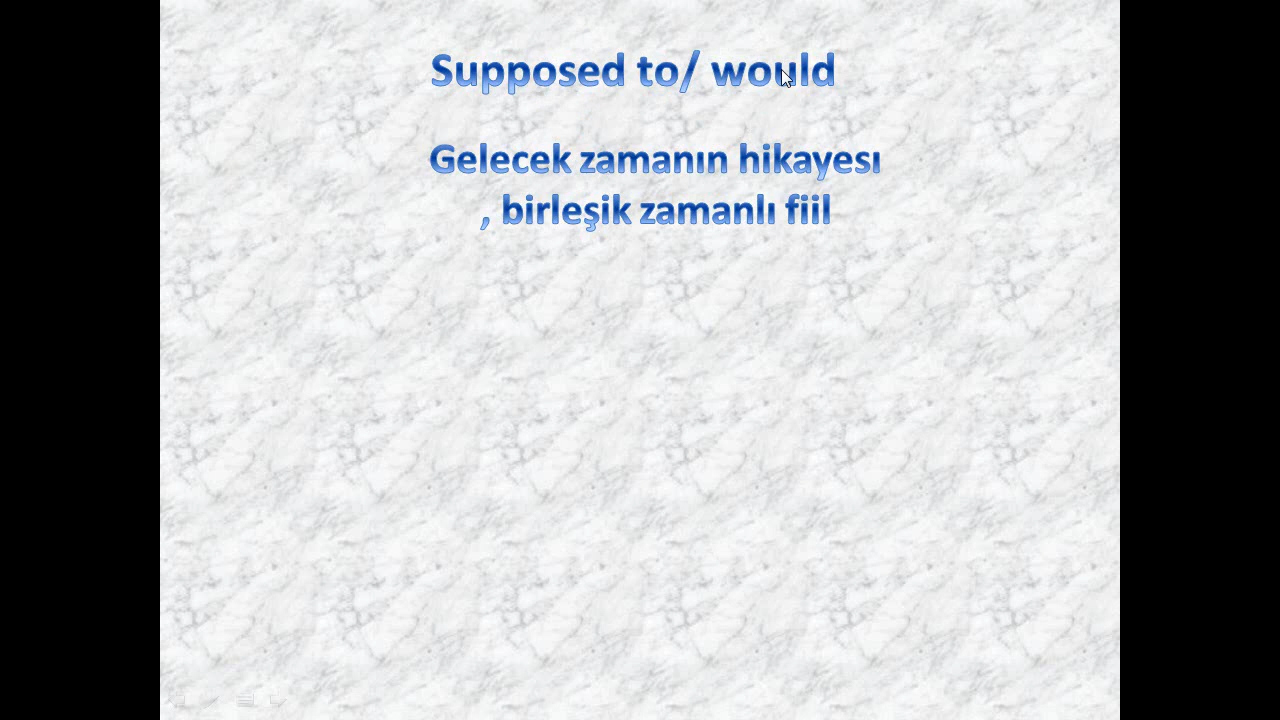 Supposed to/ would
Gelecek zamanın hikayesı
, birleşik zamanlı fiil